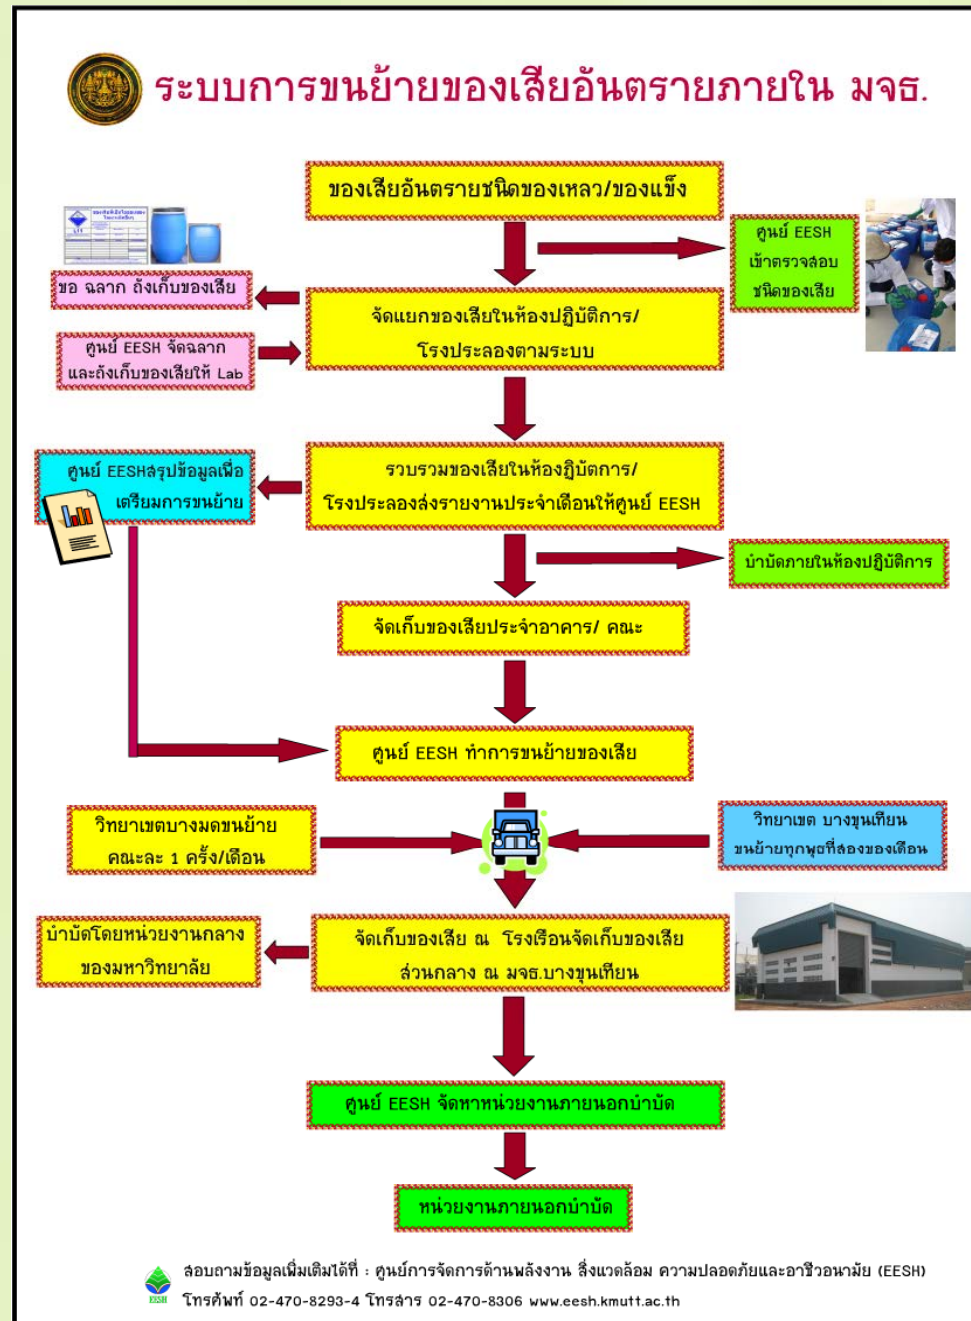 ระบบการขนย้ายของเสียอันตรายภายใน มจธ.
ของเสียอันตรายชนิดของเหลว/ของแข็ง
ศูนย์ EESH
เข้าตรวจสอบ
ชนิดของเสีย
ขอ ฉลาก ถังเก็บของเสีย
จัดแยกของเสียในห้องปฏิบัติการ/
โรงประลองตามระบบ
ศูนย์ EESH จัดฉลาก
และถังเก็บของเสียให้ Lab
ศูนย์ EESHสรุปข้อมูลเพื่อ
เตรียมการขนย้าย
รวบรวมของเสียในห้องฎิบัตการ/
โรงประลองส่งรายงานประจำเดือนให้ศูนย์ EESH
บำบัดภายในห้องปฏิบัติการ
จัดเก็บของเสียประจำอาคาร/ คณะ
ศูนย์ EESH ทำการขนย้ายของเสีย
วิทยาเขตบางมดขนย้าย
คณะละ 1 ครั้ง/เดือน
วิทยาเขต บางขุนเทียน
ขนย้ายทุกพุธที่สองของเดือน
บำบัดโดยหน่วยงานกลาง
ของมหาวิทยาลัย
จัดเก็บของเสีย ณ โรงเรือนจัดเก็บของเสีย
ส่วนกลาง ณ มจธ.บางขุนเทียน
ศูนย์ EESH จัดหาหน่วยงานภายนอกบำบัด
หน่วยงานภายนอกบำบัด
สอบถามข้อมูลเพิ่มเติมได้ที่ : ศูนย์การจัดการด้านพลังงาน สิ่งแวดล้อม ความปลอดภัยและอาชีวอนามัย (EESH)
โทรศัพท์ 02-470-8293-4 โทรสาร 02-470-8306 www.eesh.kmutt.ac.th
EESH